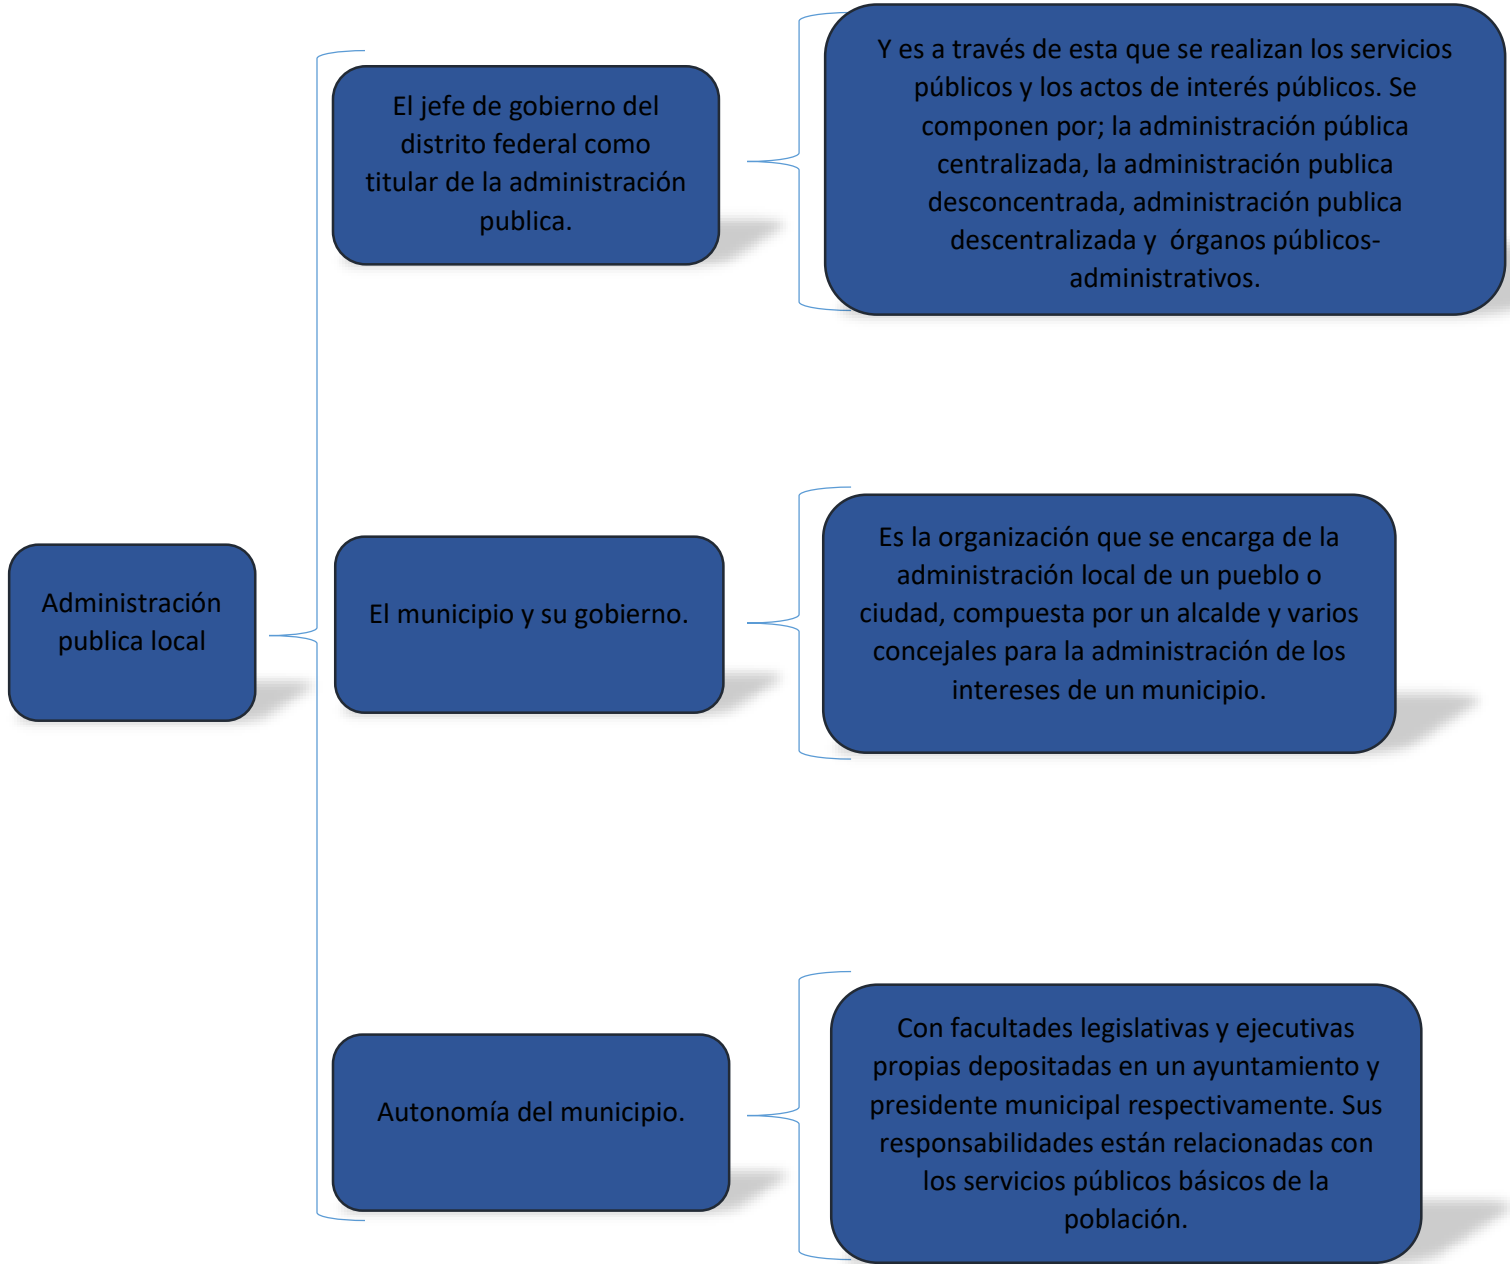 Administración
publica local
El jefe de gobierno del
distrito federal como
titular de la administración
publica.
Y es a través de esta que se realizan los servicios
públicos y los actos de interés públicos. Se
componen por; la administración pública
centralizada, la administración publica
desconcentrada, administración publica
descentralizada y  órganos públicos-
administrativos.
El municipio y su gobierno.
Es la organización que se encarga de la
administración local de un pueblo o
ciudad, compuesta por un alcalde y varios
concejales para la administración de los
intereses de un municipio.
Autonomía del municipio.
Con facultades legislativas y ejecutivas
propias depositadas en un ayuntamiento y
presidente municipal respectivamente. Sus
responsabilidades están relacionadas con
los servicios públicos básicos de la
población.